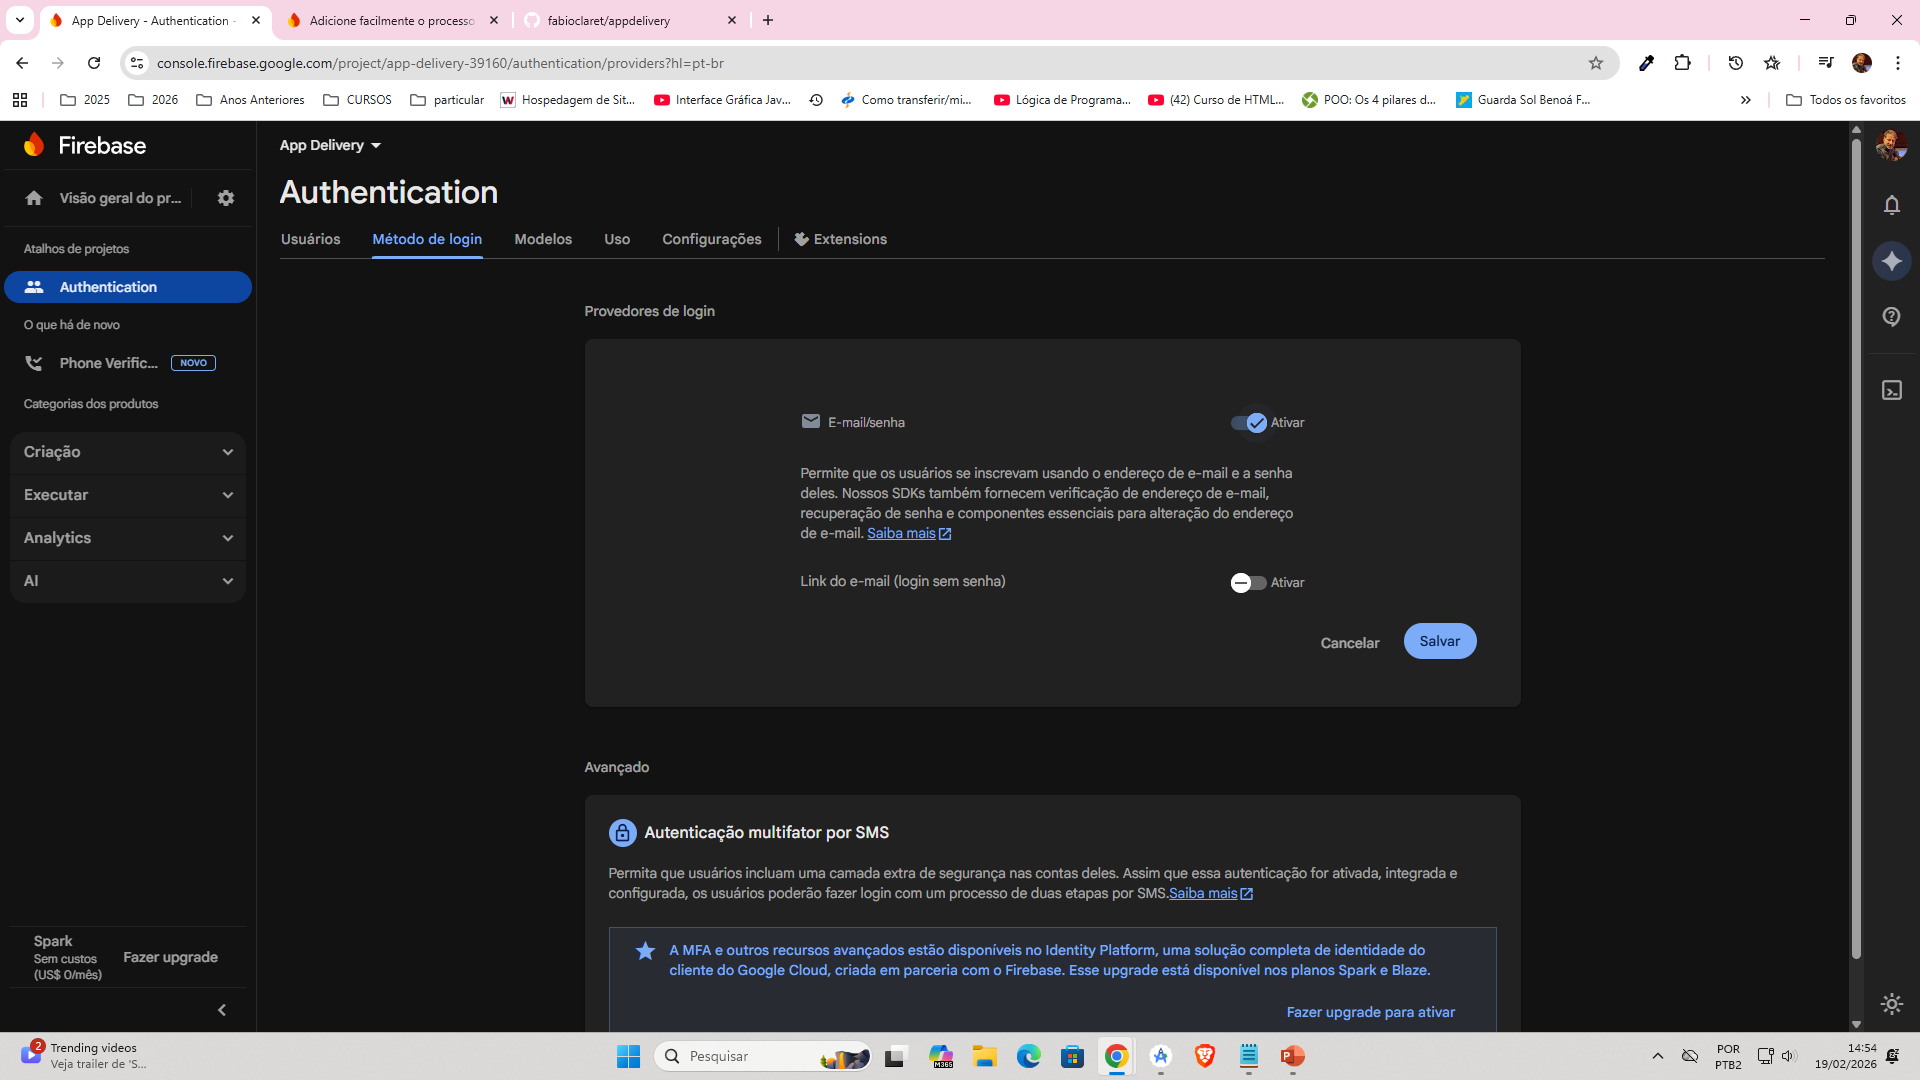 App Delivery - Authentication -
Adicione facilmente o processo
fabioclaret/appdelivery
console.firebase.google.com/project/app-delivery-39160/authentication/providers?hl=pt-br
2025
2026
Anos Anteriores
CURSOS
particular
Hospedagem de Sit...
Interface Gráfica Jav...
Como transferir/mi...
Lógica de Programa...
(42) Curso de HTML...
POO: Os 4 pilares d...
Guarda Sol Benoá F...
Todos os favoritos
Firebase
App Delivery
Authentication
Visão geral do pr...
Usuários
Método de login
Modelos
Uso
Configurações
Extensions
Atalhos de projetos
Authentication
O que há de novo
Phone Verific...
NOVO
Categorias dos produtos
Criação
Executar
Analytics
AI
Provedores de login
E-mail/senha
Ativar
Permite que os usuários se inscrevam usando o endereço de e-mail e a senha
deles. Nossos SDKs também fornecem verificação de endereço de e-mail,
recuperação de senha e componentes essenciais para alteração do endereço
de e-mail. Saiba mais
Link do e-mail (login sem senha)
Ativar
Cancelar
Salvar
Avançado
Autenticação multifator por SMS
Permita que usuários incluam uma camada extra de segurança nas contas deles. Assim que essa autenticação for ativada, integrada e
configurada, os usuários poderão fazer login com um processo de duas etapas por SMS.Saiba mais
A MFA e outros recursos avançados estão disponíveis no Identity Platform, uma solução completa de identidade do
cliente do Google Cloud, criada em parceria com o Firebase. Esse upgrade está disponível nos planos Spark e Blaze.
Fazer upgrade para ativar
Spark
Sem custos
(US$ 0/mês)
Fazer upgrade
2
Trending videos
Veja trailer de 'S...
Pesquisar
M365
POR
PTB2
14:54
19/02/2026